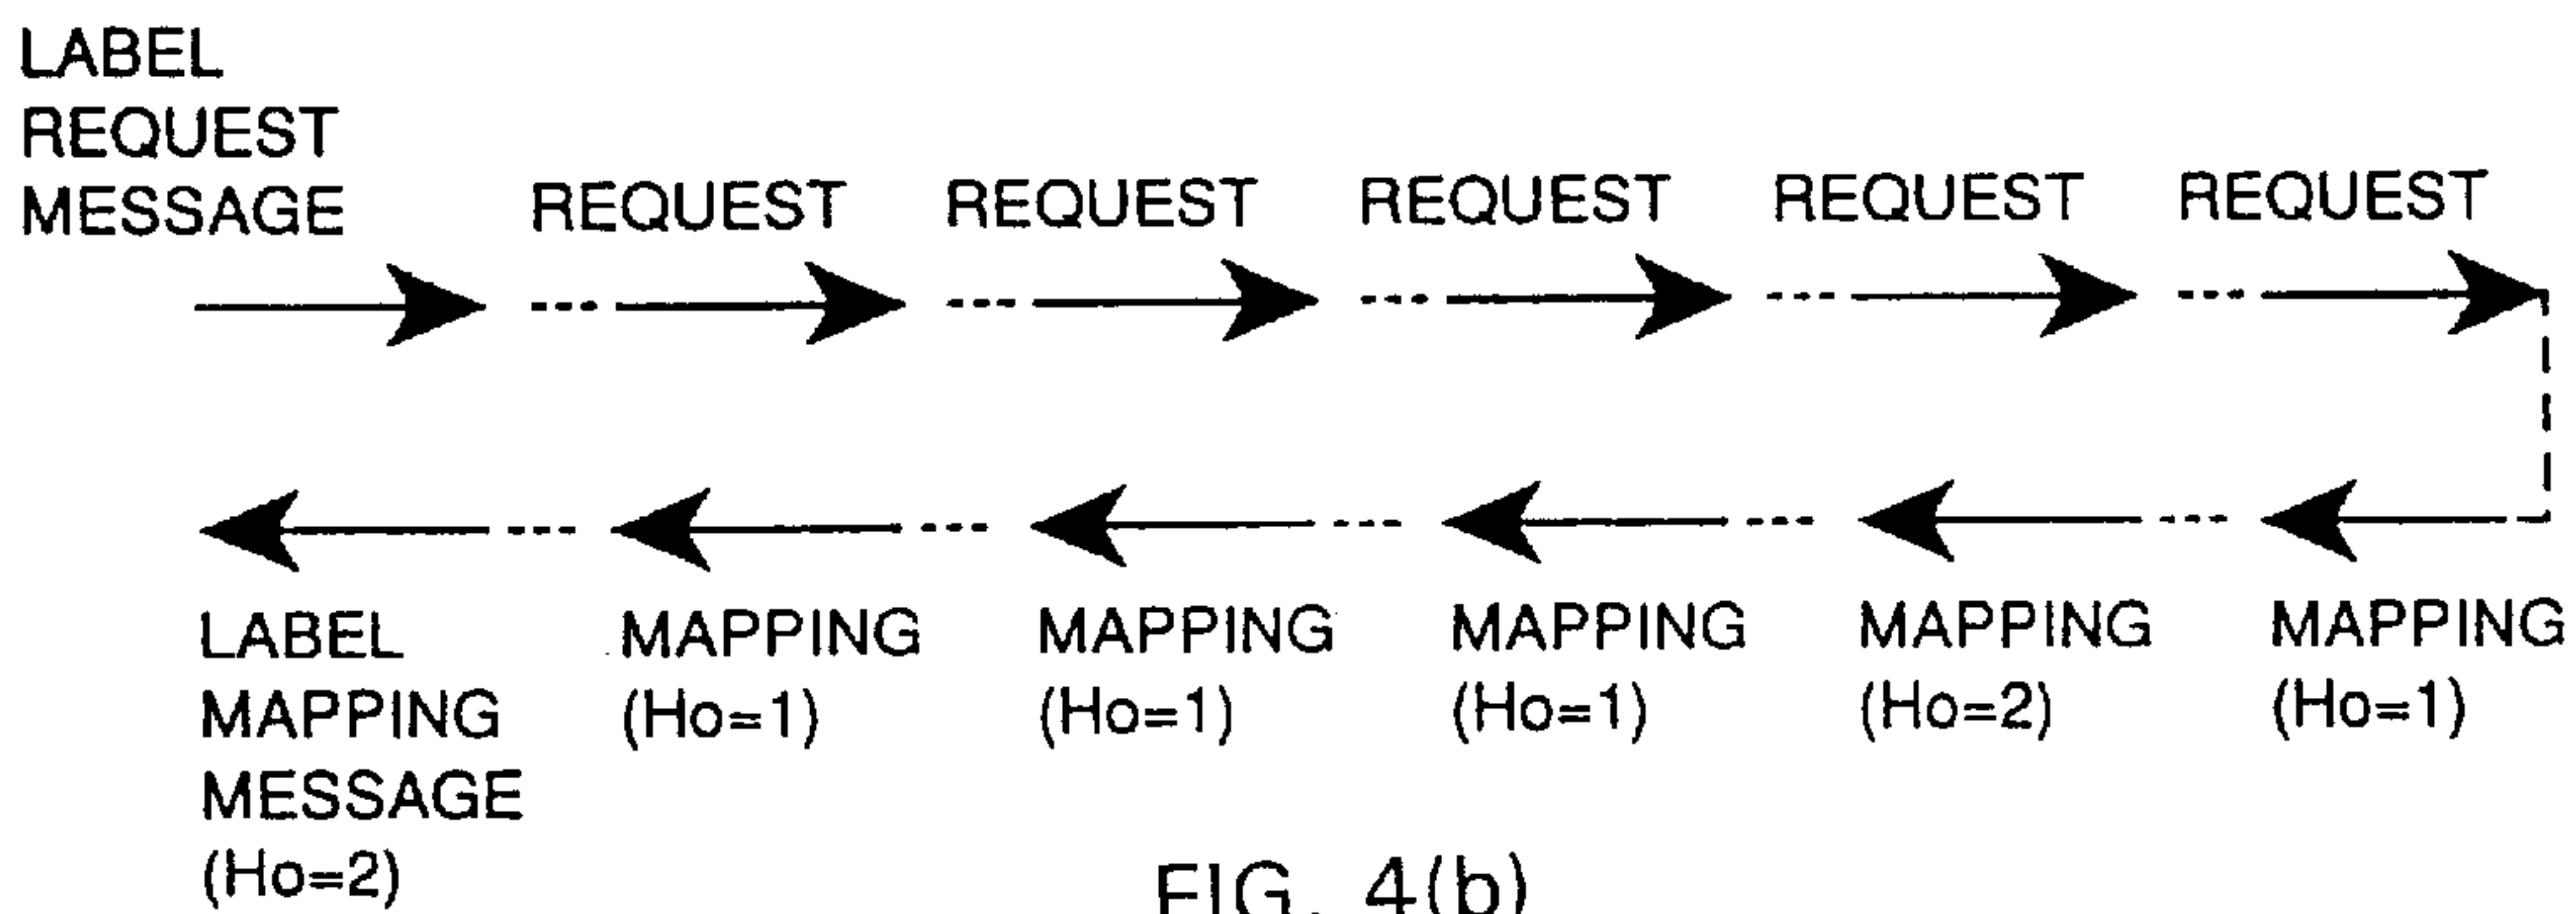 LABEL
REQUEST
MESSAGE
REQUEST
REQUEST
REQUEST
REQUEST
REQUEST
LABEL
MAPPING
MESSAGE
(Ho=2)
MAPPING
(Ho=1)
MAPPING
(Ho=1)
MAPPING
(Ho=1)
MAPPING
(Ho=2)
MAPPING
(Ho=1)
FIG. 4(b)